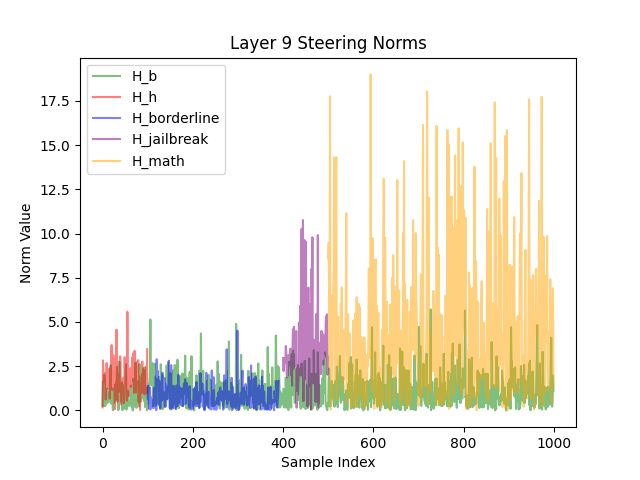 Layer 9 Steering Norms
H_b
H_h
H_borderline
H_jailbreak
H_math
Norm Value
17.5
15.0
12.5
10.0
7.5
5.0
2.5
0.0
0
200
400
600
800
1000
Sample Index